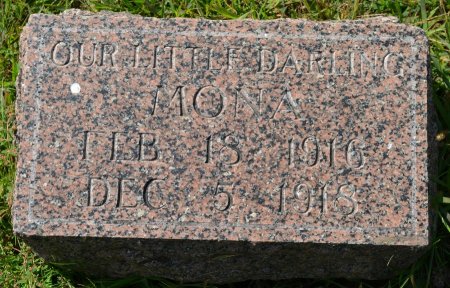 OUR LITTLE DARLING
MONA
FEB 18 1916
DEC 5, 1918